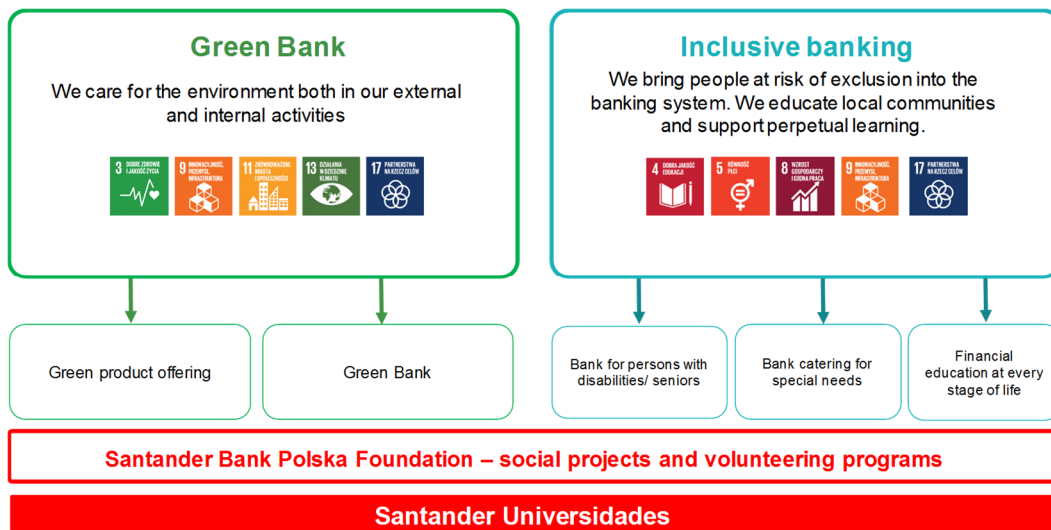 Green Bank
We care for the environment both in our external
and internal activities
3 DOBRE ZDROWIE
I JAKOŚĆ ŻYCIA
9 INNOWACYJNOŚĆ,
PRZEMYSŁ,
INFRASTRUKTURA
11 ZRÓWNOWAŻONE
MIASTA
I SPOŁECZNOŚCI
13 DZIAŁANIA
W DZIEDZINIE
KLIMATU
17 PARTNERSTWA
NA RZECZ CELÓW
Inclusive banking
We bring people at risk of exclusion into the
banking system. We educate local communities
and support perpetual learning.
4 DOBRA JAKOŚĆ
EDUKACJI
5 RÓWNOŚĆ
PŁCI
8 WZROST
GOSPODARCZY
I GODNA PRACA
9 INNOWACYJNOŚĆ,
PRZEMYSŁ,
INFRASTRUKTURA
17 PARTNERSTWA
NA RZECZ CELÓW
Green product offering
Green Bank
Bank for persons with
disabilities/ seniors
Bank catering for
special needs
Financial
education at every
stage of life
Santander Bank Polska Foundation – social projects and volunteering programs
Santander Universidades